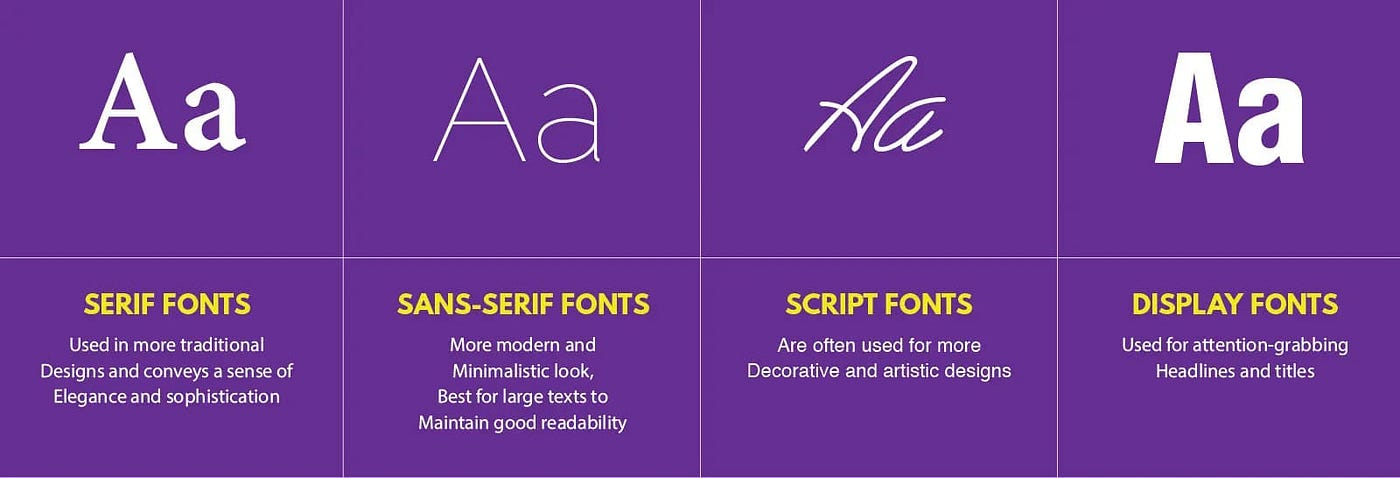 Aa
Aa
Aa
Aa
SERIF FONTS
Used in more traditional
Designs and conveys a sense of
Elegance and sophistication
SANS-SERIF FONTS
More modern and
Minimalistic look,
Best for large texts to
Maintain good readability
SCRIPT FONTS
Are often used for more
Decorative and artistic designs
DISPLAY FONTS
Used for attention-grabbing
Headlines and titles